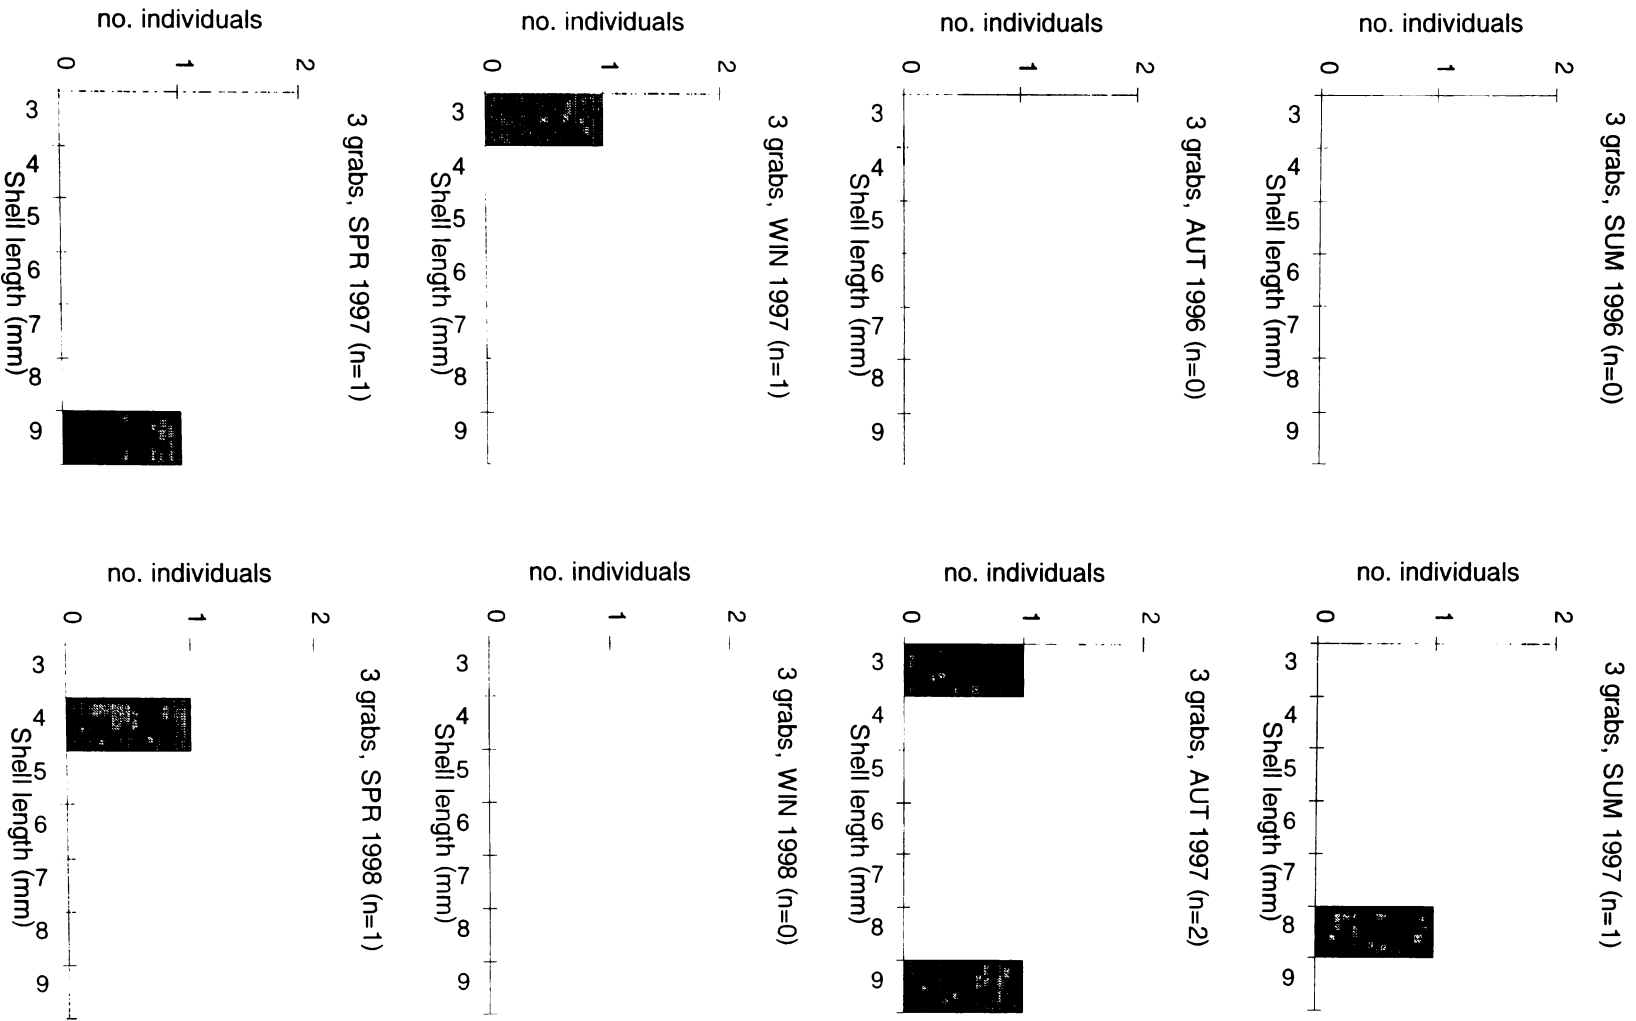 3 grabs, SUM 1996 (n=0)
no. individuals
2
1
0
3 4 5 6 7 8 9
Shell length (mm)
3 grabs, SUM 1997 (n=1)
no. individuals
2
1
0
3 4 5 6 7 8 9
Shell length (mm)
3 grabs, AUT 1996 (n=0)
no. individuals
2
1
0
3 4 5 6 7 8 9
Shell length (mm)
3 grabs, AUT 1997 (n=2)
no. individuals
2
1
0
3 4 5 6 7 8 9
Shell length (mm)
3 grabs, WIN 1997 (n=1)
no. individuals
2
1
0
3 4 5 6 7 8 9
Shell length (mm)
3 grabs, WIN 1998 (n=0)
no. individuals
2
1
0
3 4 5 6 7 8 9
Shell length (mm)
3 grabs, SPR 1997 (n=1)
no. individuals
2
1
0
3 4 5 6 7 8 9
Shell length (mm)
3 grabs, SPR 1998 (n=1)
no. individuals
2
1
0
3 4 5 6 7 8 9
Shell length (mm)